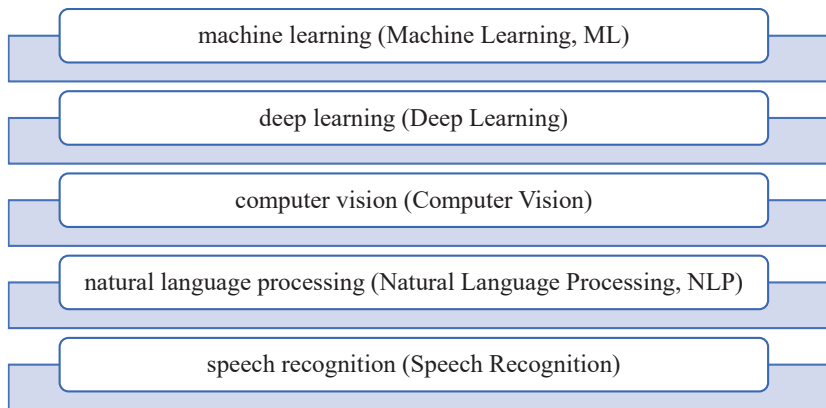 machine learning (Machine Learning, ML)
deep learning (Deep Learning)
computer vision (Computer Vision)
natural language processing (Natural Language Processing, NLP)
speech recognition (Speech Recognition)